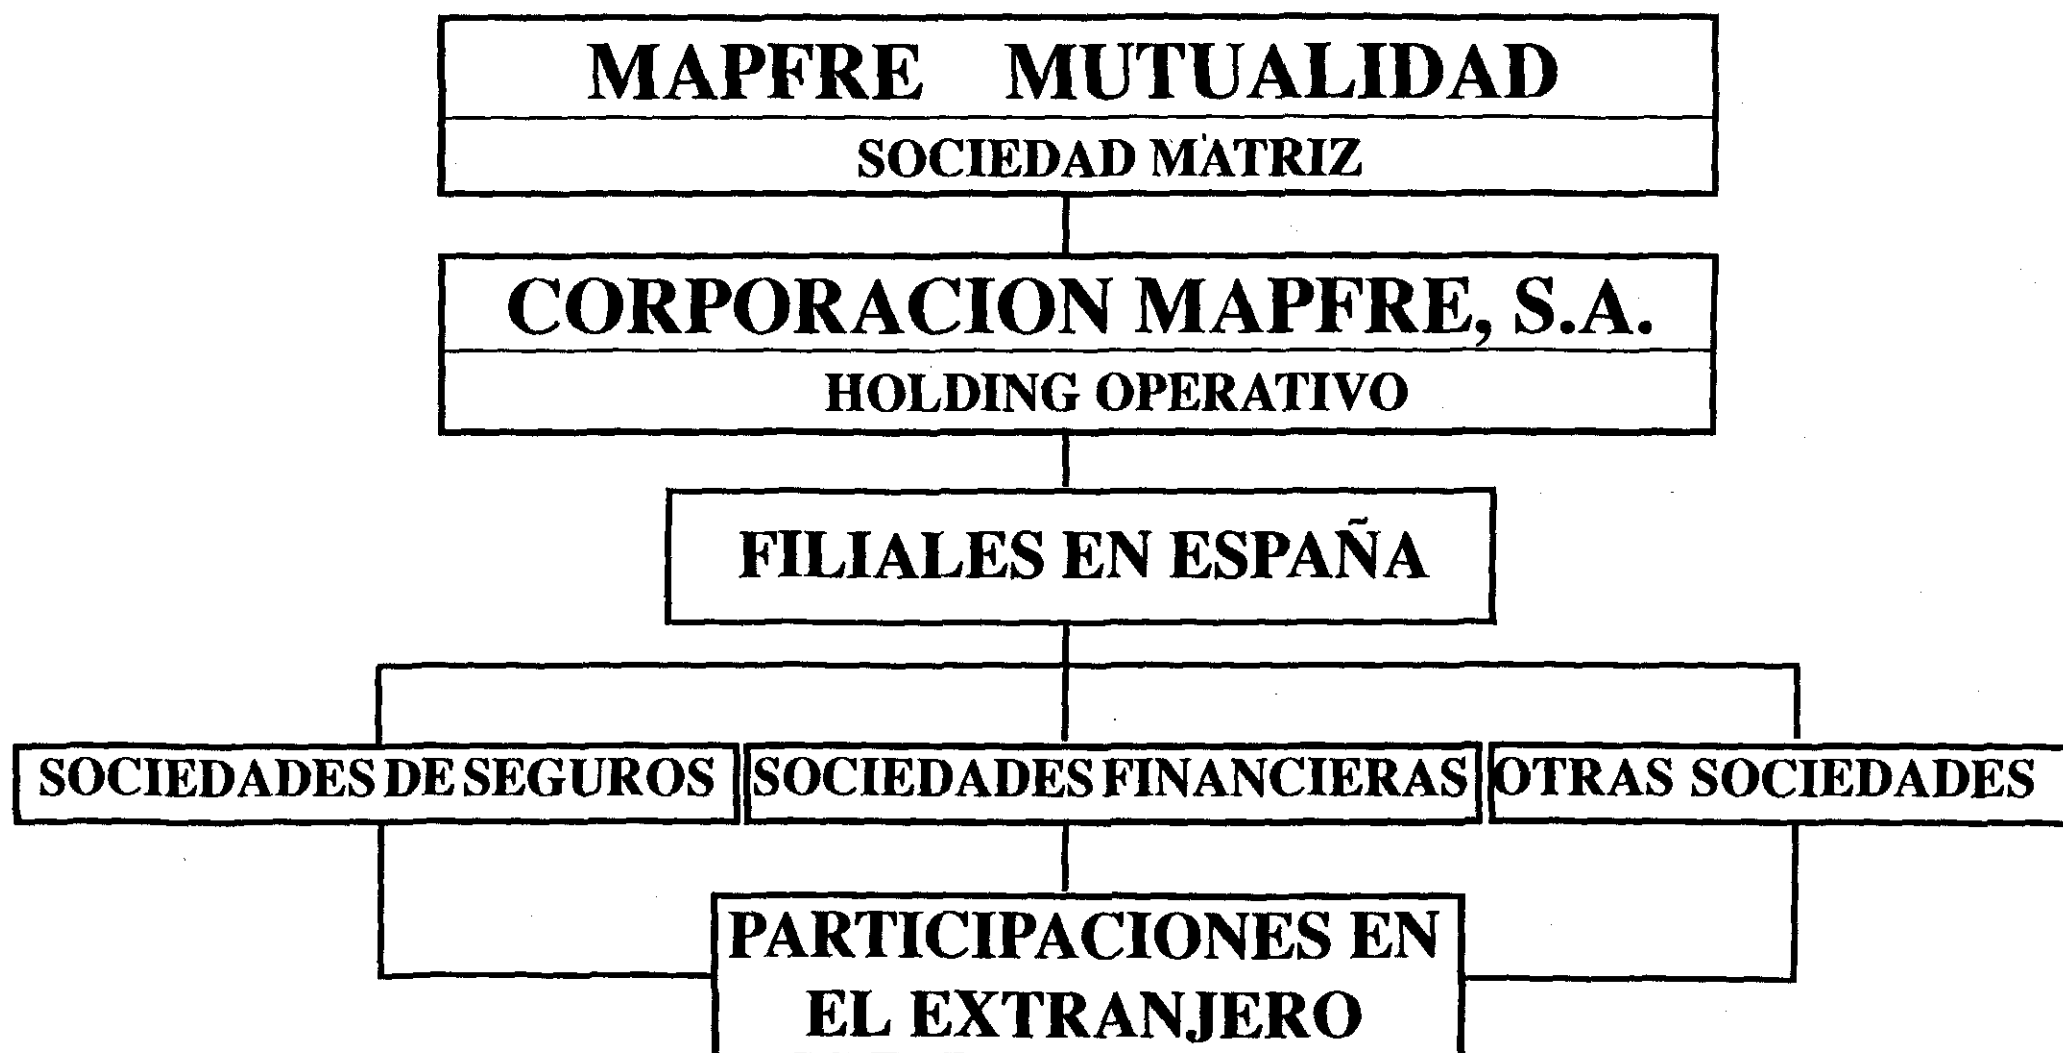 MAPFRE MUTUALIDAD
SOCIEDAD MATRIZ
CORPORACION MAPFRE, S.A.
HOLDING OPERATIVO
FILIALES EN ESPAÑA
SOCIEDADES DE SEGUROS
SOCIEDADES FINANCIERAS
OTRAS SOCIEDADES
PARTICIPACIONES EN
EL EXTRANJERO